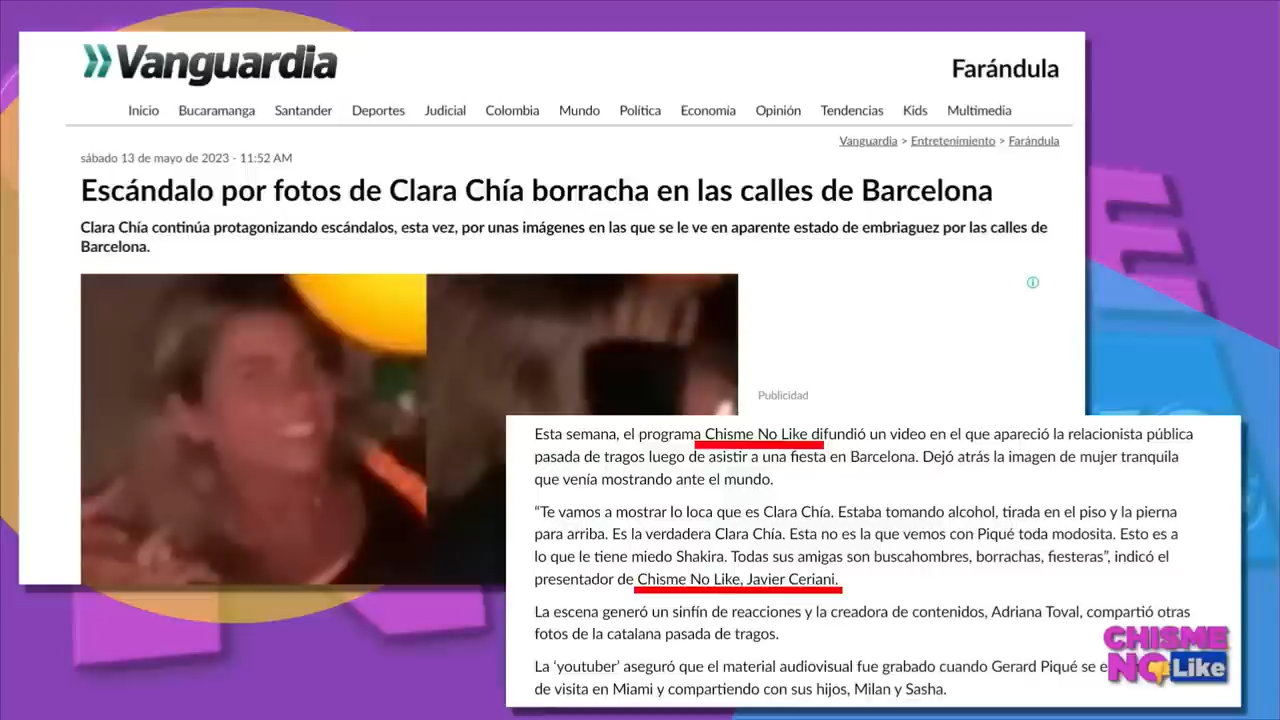 Vanguardia
Farándula
Inicio Bucaramanga Santander Deportes Judicial Colombia Mundo Política Economía Opinión Tendencias Kids Multimedia
Vanguardia > Entretenimiento > Farándula
sábado 13 de mayo de 2023 - 11:52 AM
Escándalo por fotos de Clara Chía borracha en las calles de Barcelona
Clara Chía continúa protagonizando escándalos, esta vez, por unas imágenes en las que se le ve en aparente estado de embriaguez por las calles de
Barcelona.
Publicidad
Esta semana, el programa Chisme No Like difundió un video en el que apareció la relacionista pública
pasada de tragos luego de asistir a una fiesta en Barcelona. Dejó atrás la imagen de mujer tranquila
que venía mostrando ante el mundo.
“Te vamos a mostrar lo loca que es Clara Chía. Estaba tomando alcohol, tirada en el piso y la pierna
para arriba. Es la verdadera Clara Chía. Esta no es la que vemos con Piqué toda modosita. Esto es a
lo que le tiene miedo Shakira. Todas sus amigas son buscahombres, borrachas, fiesteras”, indicó el
presentador de Chisme No Like, Javier Ceriani.
La escena generó un sinfín de reacciones y la creadora de contenidos, Adriana Toval, compartió otras
fotos de la catalana pasada de tragos.
La ‘youtuber’ aseguró que el material audiovisual fue grabado cuando Gerard Piqué se
de visita en Miami y compartiendo con sus hijos, Milan y Sasha.
CHISME
NO Like